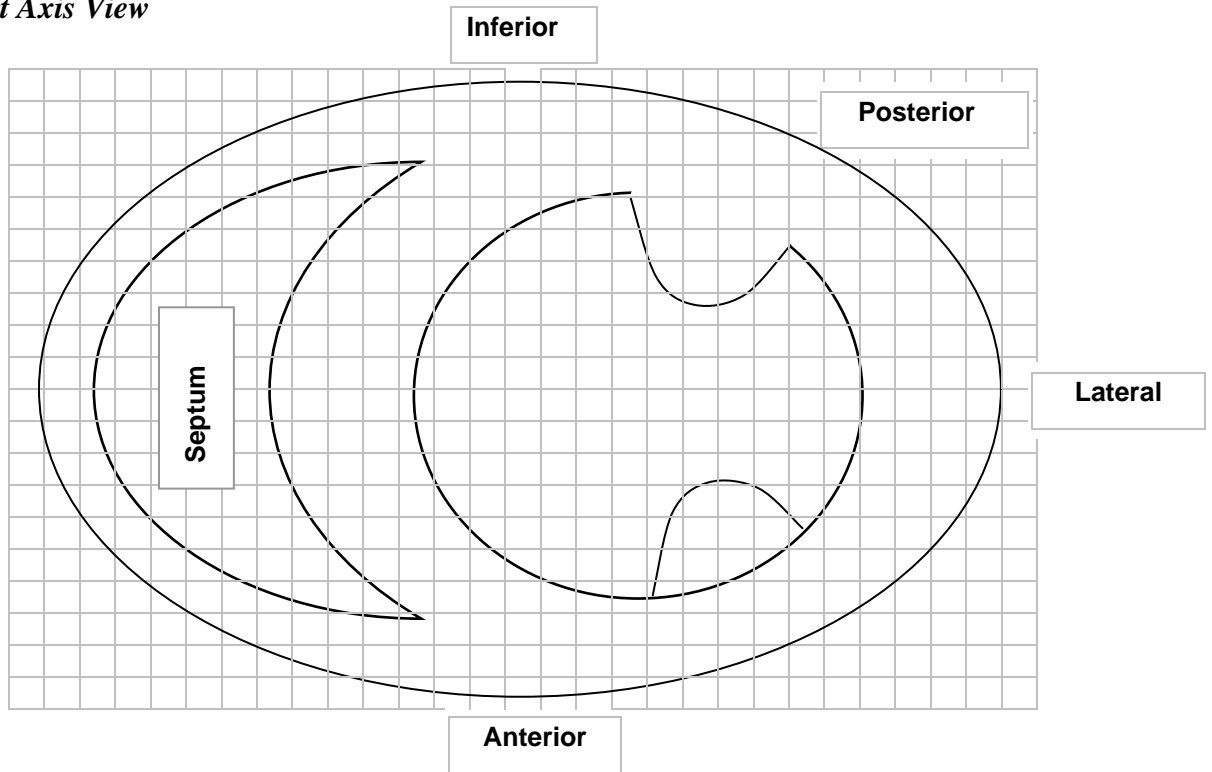 t Axis View
Inferior
Posterior
Septum
Lateral
Anterior